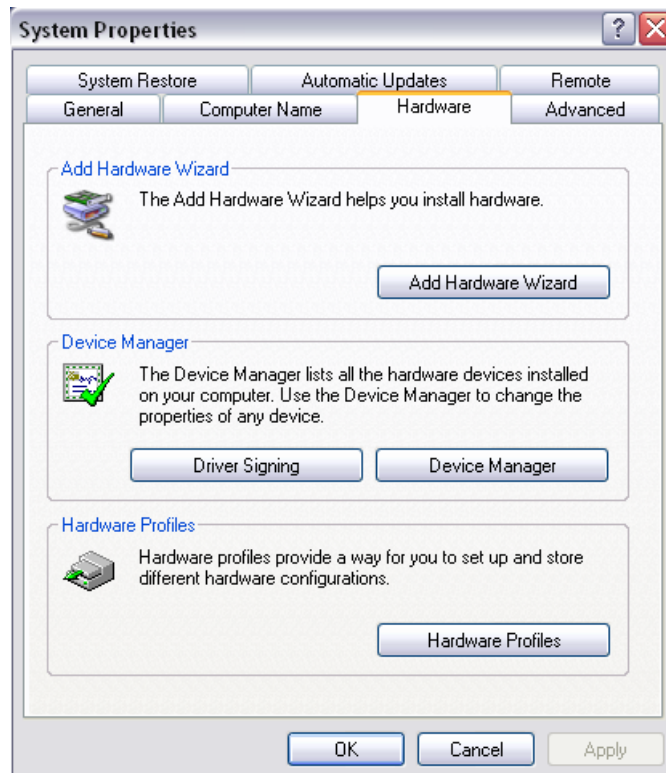 System Properties
System Restore Automatic Updates Remote
General Computer Name Hardware Advanced
Add Hardware Wizard
The Add Hardware Wizard helps you install hardware.
Add Hardware Wizard
Device Manager
The Device Manager lists all the hardware devices installed
on your computer. Use the Device Manager to change the
properties of any device.
Driver Signing Device Manager
Hardware Profiles
Hardware profiles provide a way for you to set up and store
different hardware configurations.
Hardware Profiles
OK Cancel Apply